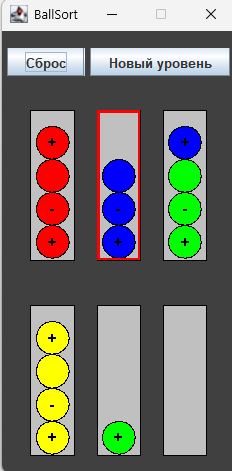 BallSort
Сброс
Новый уровень
+ +
- - -
+ + +
+
-
+ +